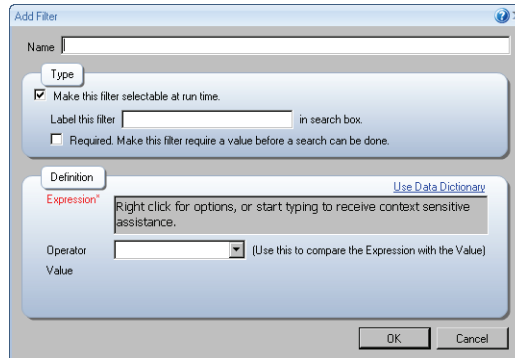 Add Filter
Name
Type
Make this filter selectable at run time.
Label this filter in search box.
Required. Make this filter require a value before a search can be done.
Definition
Use Data Dictionary
Expression*
Right click for options, or start typing to receive context sensitive
assistance.
Operator (Use this to compare the Expression with the Value)
Value
OK Cancel